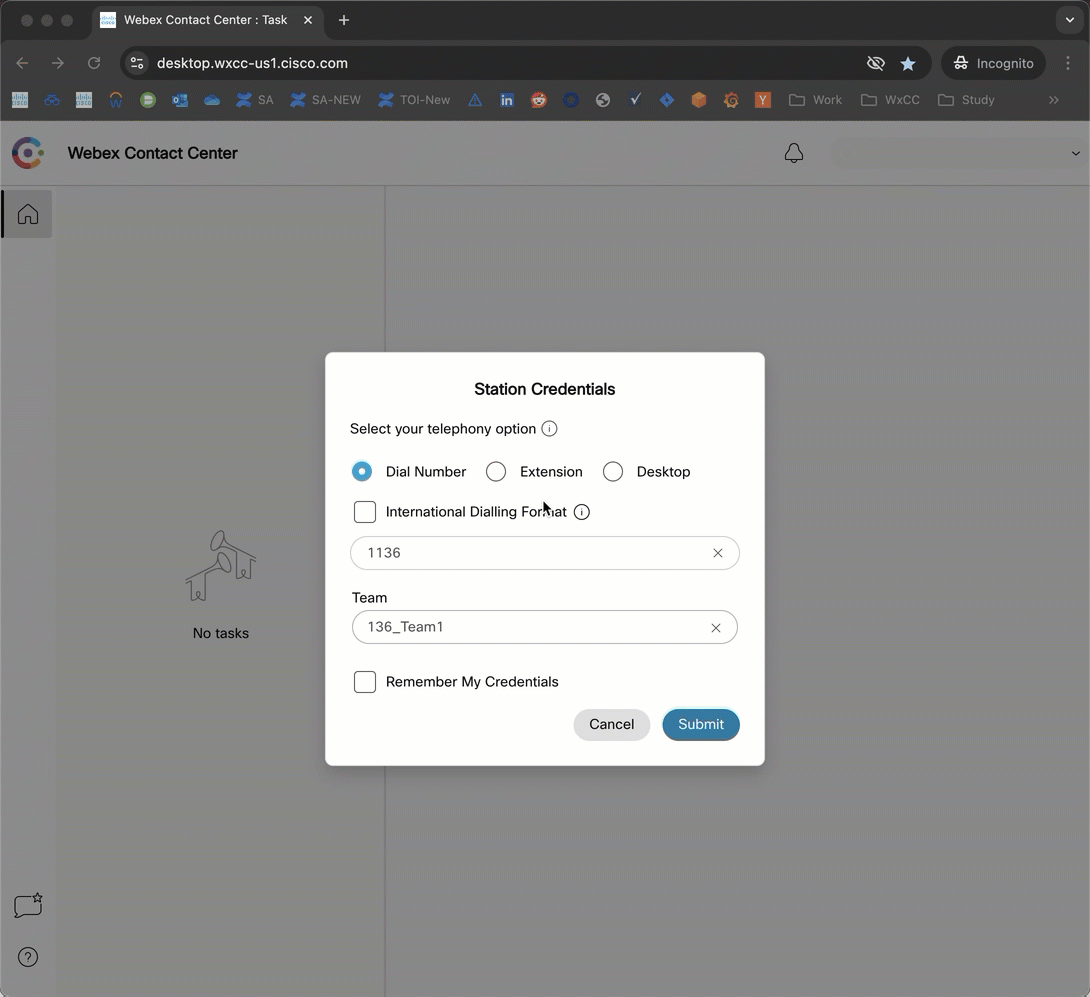 Webex Contact Center : Task
desktop.wxcc-us1.cisco.com
Incognito
SA
SA-NEW
TOI-New
Work
WxCC
Study
Webex Contact Center
Station Credentials
Select your telephony option
Dial Number
Extension
Desktop
International Dialling Format
1136
Team
136_Team1
No tasks
Remember My Credentials
Cancel
Submit